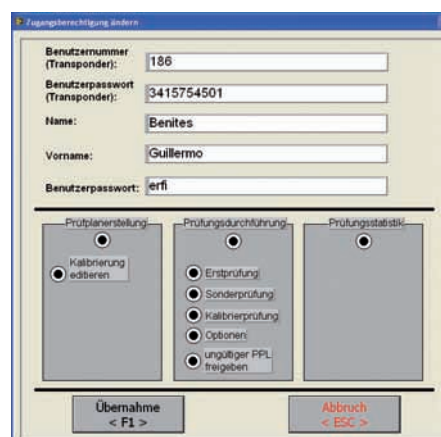 Zugangsberechtigung ändern
Benutzernummer
(Transponder):
186
Benutzerpasswort
(Transponder):
3415754501
Name:
Benites
Vorname:
Guillermo
Benutzerpasswort:
erfi
Prüfplanerstellung
Kalibrierung
editieren
Prüfungsdurchführung
Erstprüfung
Sonderprüfung
Kalibrierprüfung
Optionen
ungültiger PPL
freigeben
Prüfungsstatistik
Übernahme
< F1 >
Abbruch
< ESC >